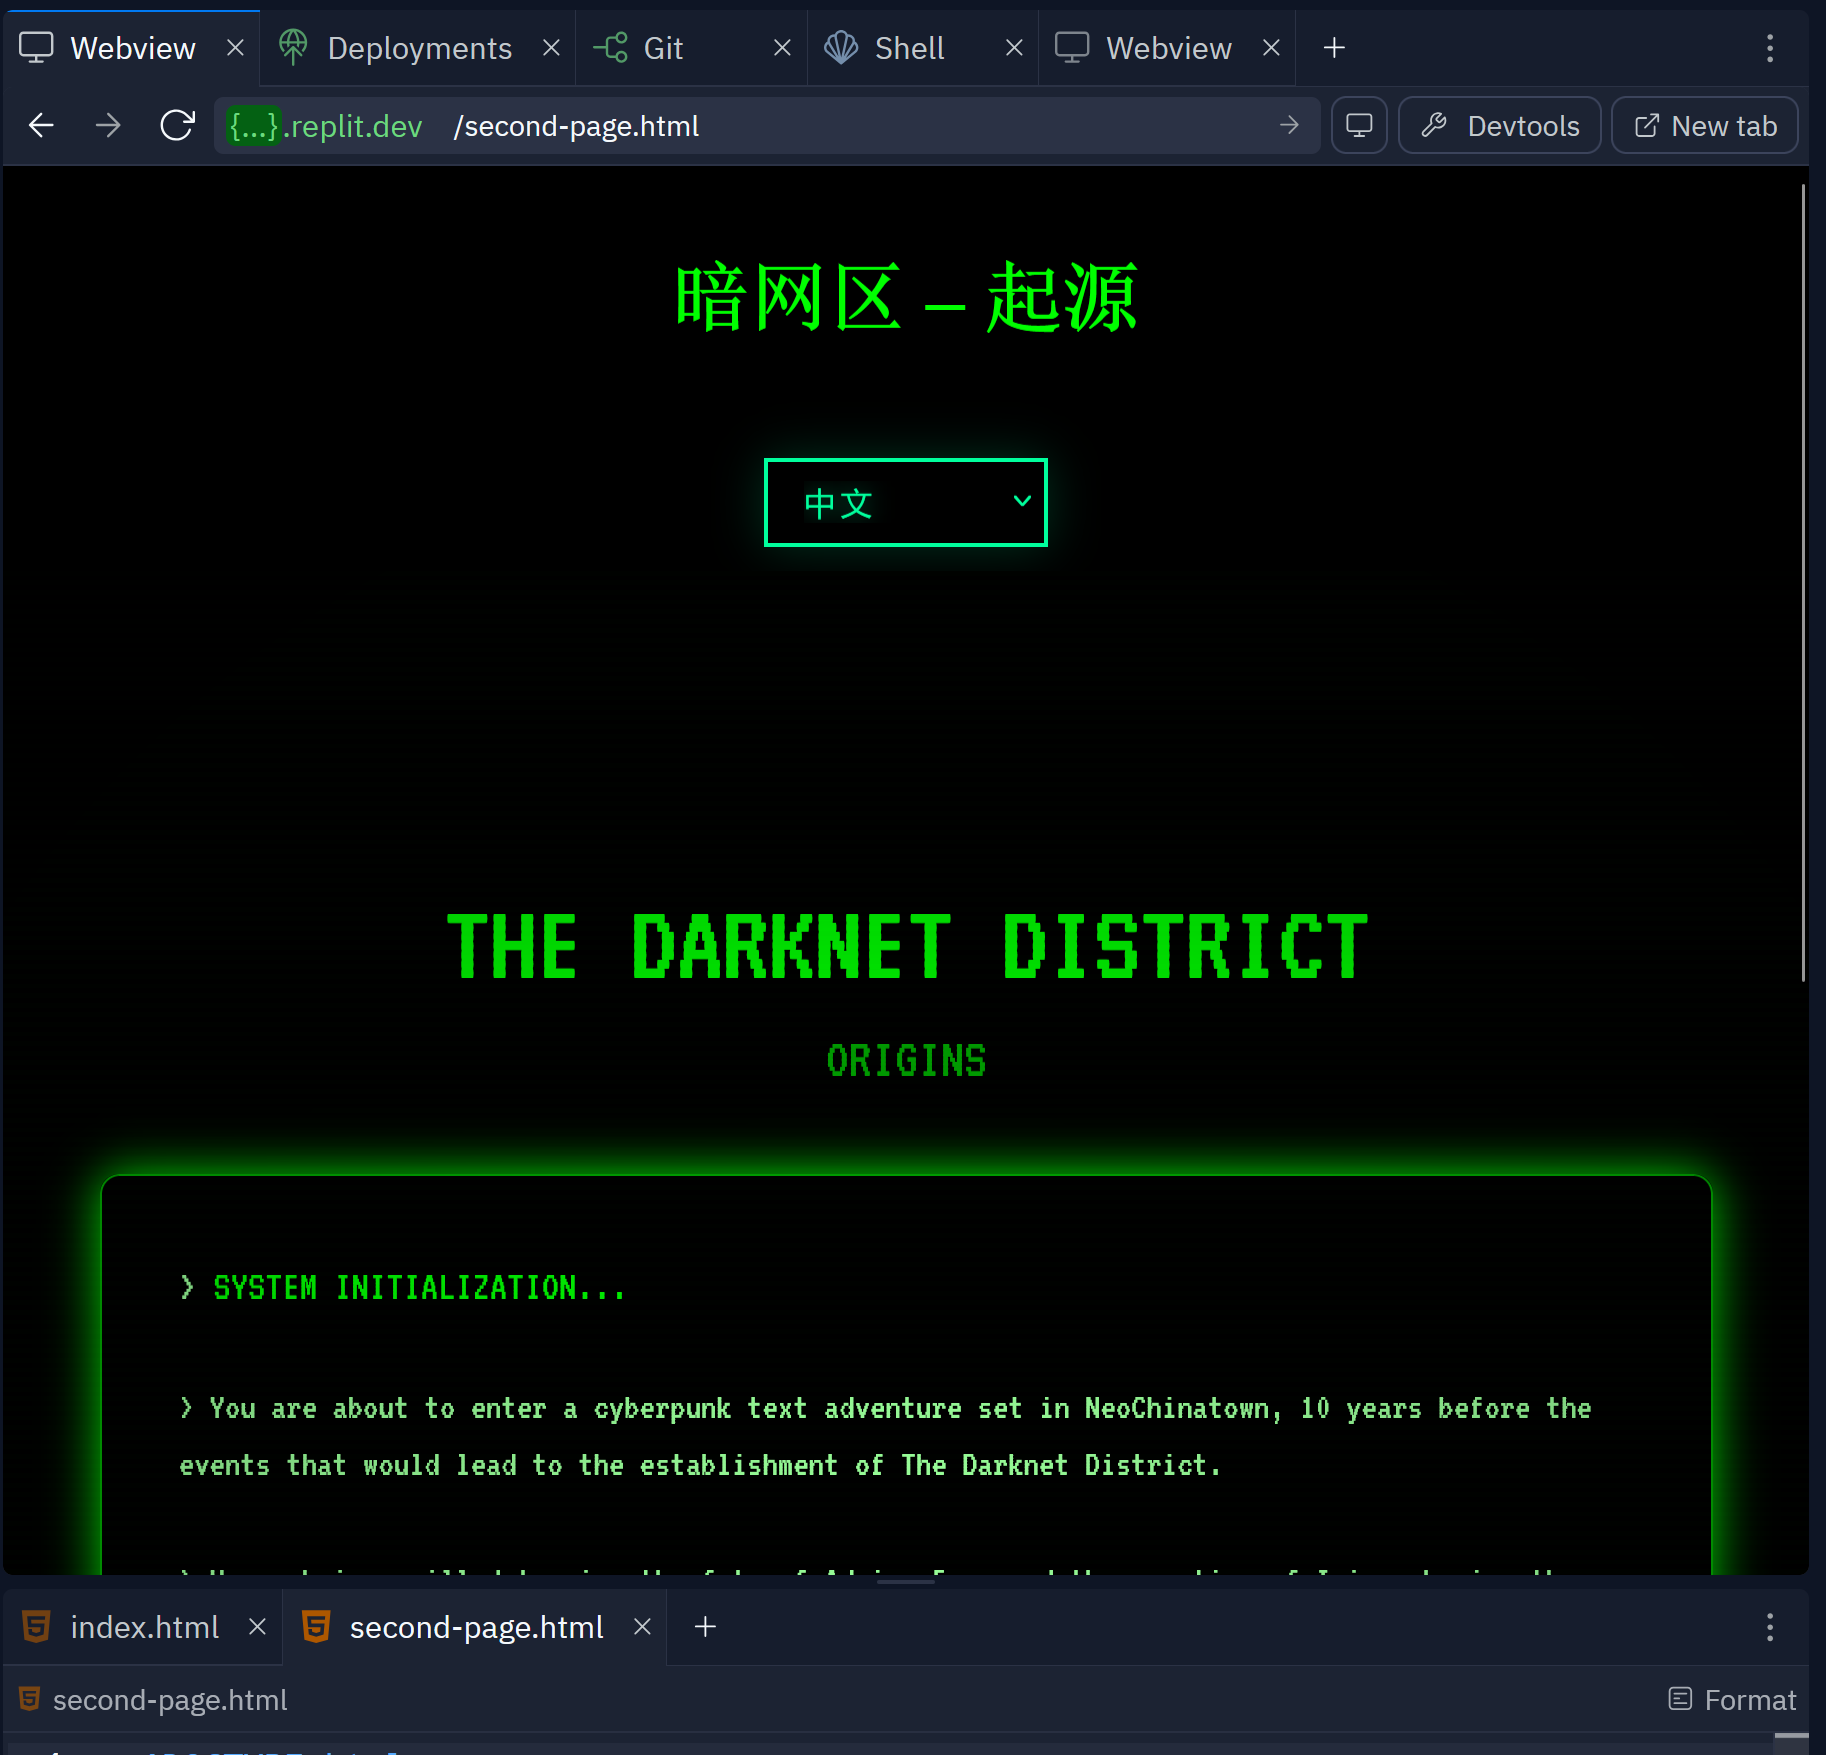 Webview
Deployments
Git
Shell
Webview
{...}.replit.dev /second-page.html
Devtools
New tab
暗网区 – 起源
中文
THE DARKNET DISTRICT
ORIGINS
> SYSTEM INITIALIZATION...
> You are about to enter a cyberpunk text adventure set in NeoChinatown, 10 years before the
events that would lead to the establishment of The Darknet District.
index.html
second-page.html
second-page.html
Format